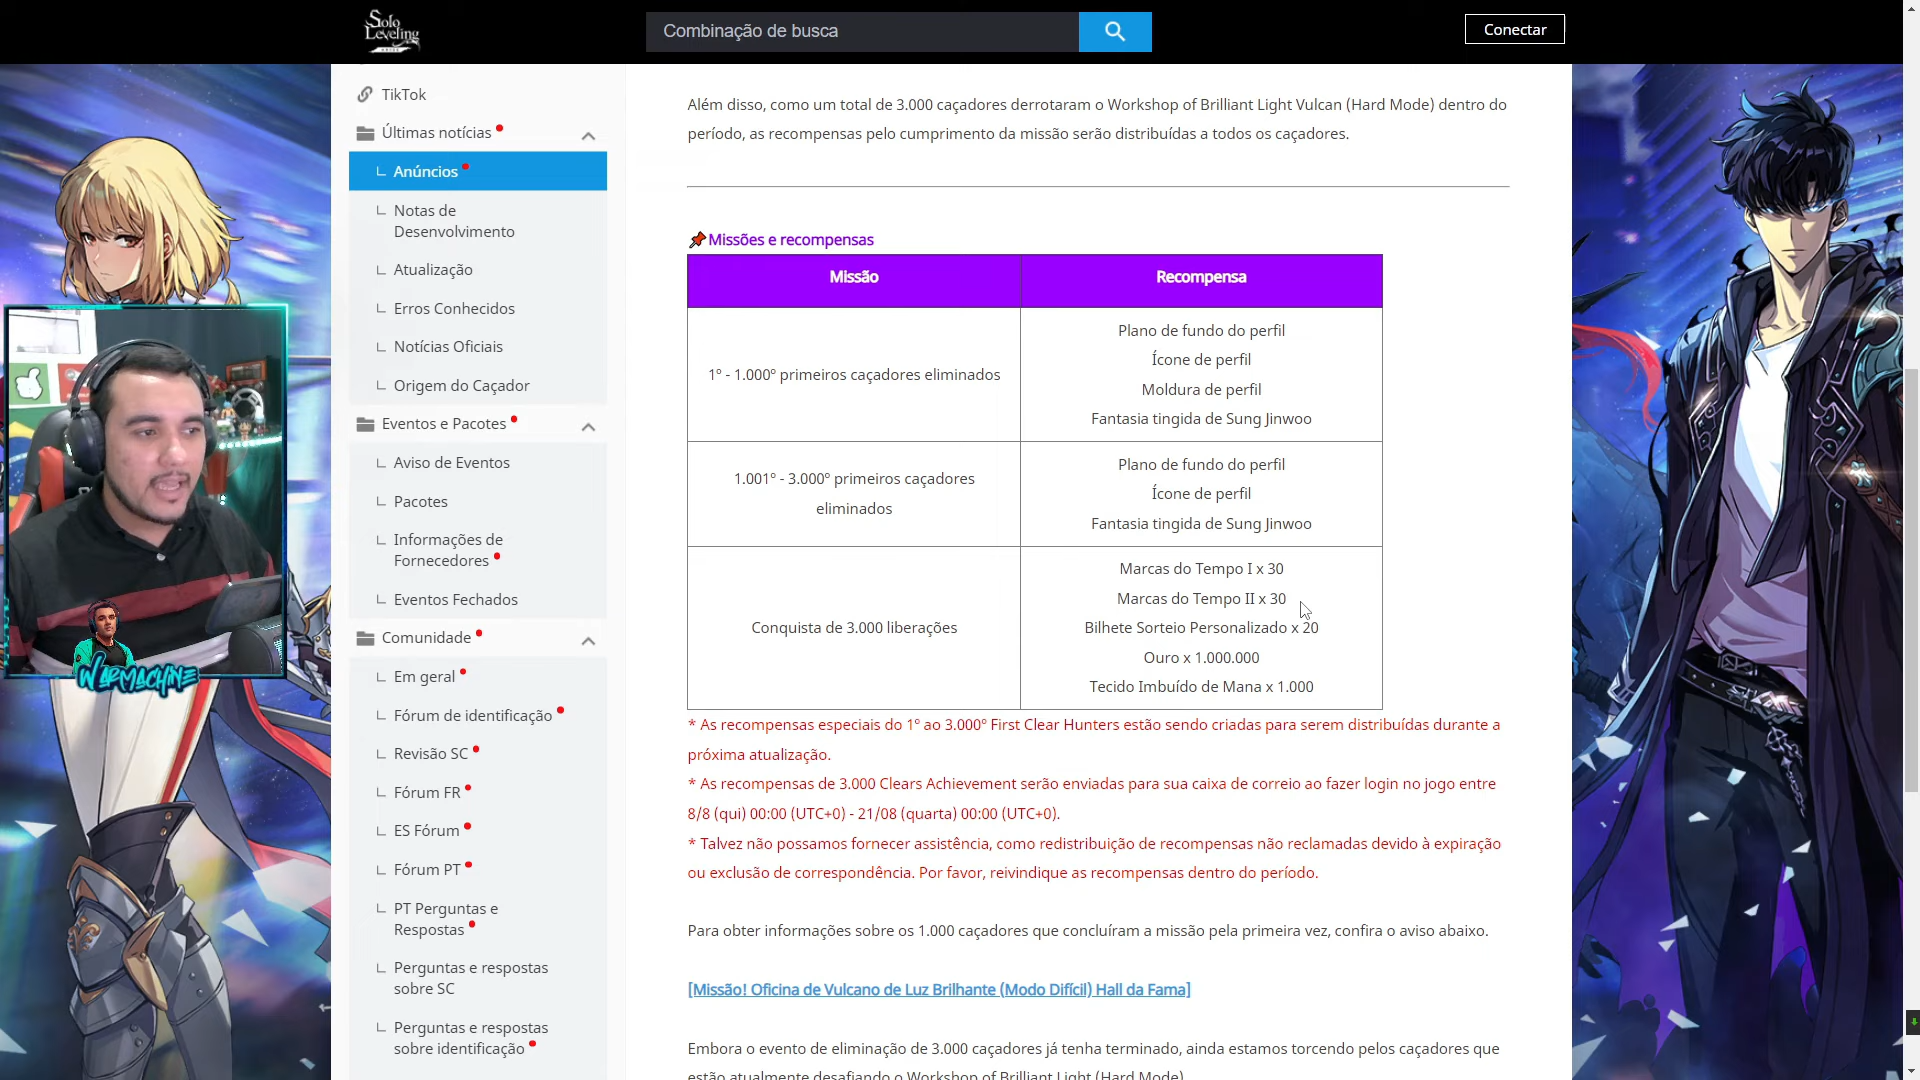 Solo
Leveling
Combinação de busca
Conectar
TikTok
Últimas notícias
Anúncios
Notas de
Desenvolvimento
Atualização
Erros Conhecidos
Notícias Oficiais
Origem do Caçador
Eventos e Pacotes
Aviso de Eventos
Pacotes
Informações de
Fornecedores
Eventos Fechados
Comunidade
Em geral
Fórum de identificação
Revisão SC
Fórum FR
ES Fórum
Fórum PT
PT Perguntas e
Respostas
Perguntas e respostas
sobre SC
Perguntas e respostas
sobre identificação
WARMACHINE
Além disso, como um total de 3.000 caçadores derrotaram o Workshop of Brilliant Light Vulcan (Hard Mode) dentro do
período, as recompensas pelo cumprimento da missão serão distribuídas a todos os caçadores.
Missões e recompensas
Missão
Recompensa
1º - 1.000º primeiros caçadores eliminados
Plano de fundo do perfil
Ícone de perfil
Moldura de perfil
Fantasia tingida de Sung Jinwoo
1.001º - 3.000º primeiros caçadores
eliminados
Plano de fundo do perfil
Ícone de perfil
Fantasia tingida de Sung Jinwoo
Conquista de 3.000 liberações
Marcas do Tempo I x 30
Marcas do Tempo II x 30
Bilhete Sorteio Personalizado x 20
Ouro x 1.000.000
Tecido Imbuído de Mana x 1.000
* As recompensas especiais do 1º ao 3.000º First Clear Hunters estão sendo criadas para serem distribuídas durante a
próxima atualização.
* As recompensas de 3.000 Clears Achievement serão enviadas para sua caixa de correio ao fazer login no jogo entre
8/8 (qui) 00:00 (UTC+0) - 21/08 (quarta) 00:00 (UTC+0).
* Talvez não possamos fornecer assistência, como redistribuição de recompensas não reclamadas devido à expiração
ou exclusão de correspondência. Por favor, reivindique as recompensas dentro do período.
Para obter informações sobre os 1.000 caçadores que concluíram a missão pela primeira vez, confira o aviso abaixo.
[Missão! Oficina de Vulcano de Luz Brilhante (Modo Difícil) Hall da Fama]
Embora o evento de eliminação de 3.000 caçadores já tenha terminado, ainda estamos torcendo pelos caçadores que
estão atualmente desafiando o Workshop of Brilliant Light (Hard Mode).